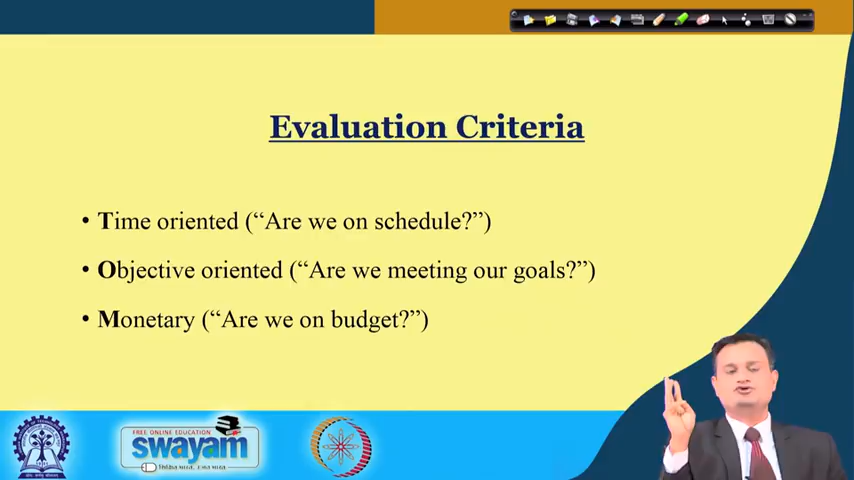 Evaluation Criteria
• Time oriented (“Are we on schedule?”)
• Objective oriented (“Are we meeting our goals?”)
• Monetary (“Are we on budget?”)
FREE ONLINE EDUCATION
swayam